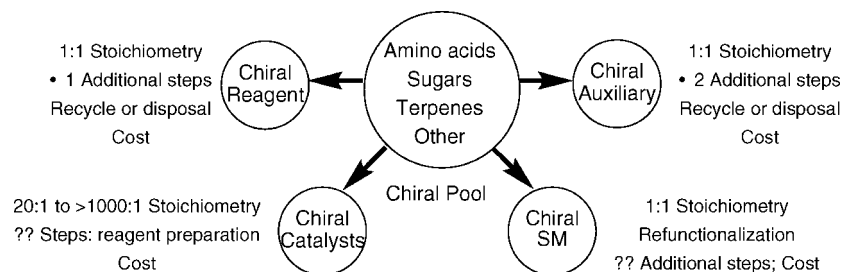 1:1 Stoichiometry
• 1 Additional steps
Recycle or disposal
Cost
Chiral
Reagent
Amino acids
Sugars
Terpenes
Other
Chiral
Auxiliary
1:1 Stoichiometry
• 2 Additional steps
Recycle or disposal
Cost
20:1 to >1000:1 Stoichiometry
?? Steps: reagent preparation
Cost
Chiral
Catalysts
Chiral Pool
Chiral
SM
1:1 Stoichiometry
Refunctionalization
?? Additional steps; Cost